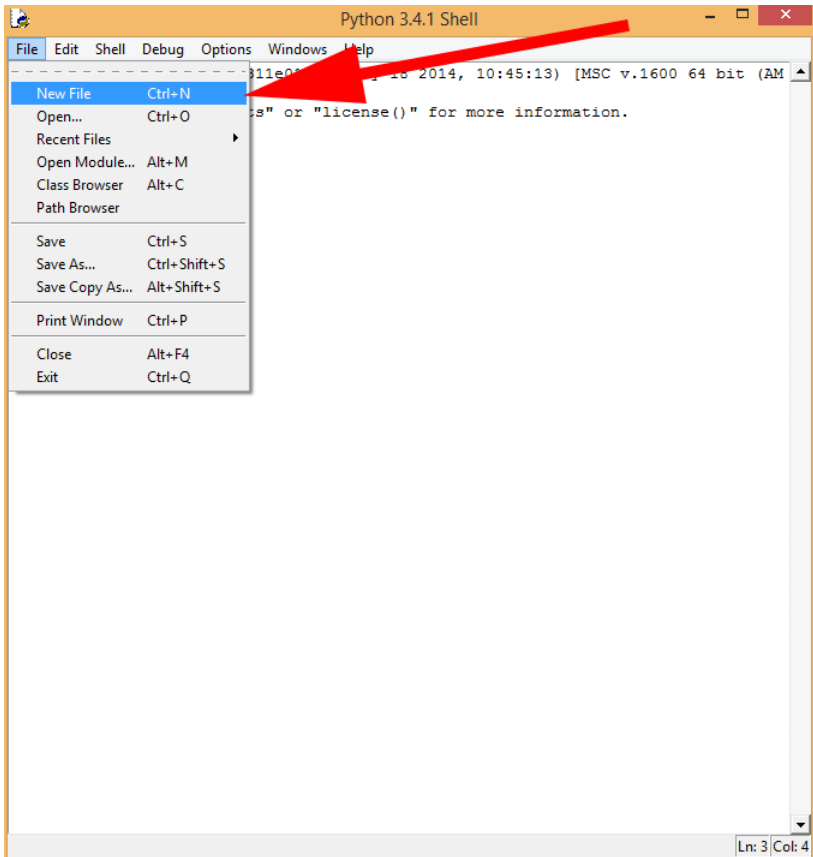 Python 3.4.1 Shell
File Edit Shell Debug Options Windows Help
2014, 10:45:13) [MSC v.1600 64 bit (AM
New File Ctrl+N
Open... Ctrl+O
s" or "license()" for more information.
Recent Files
Open Module... Alt+M
Class Browser Alt+C
Path Browser
Save Ctrl+S
Save As... Ctrl+Shift+S
Save Copy As... Alt+Shift+S
Print Window Ctrl+P
Close Alt+F4
Exit Ctrl+Q
Ln: 3 Col: 4